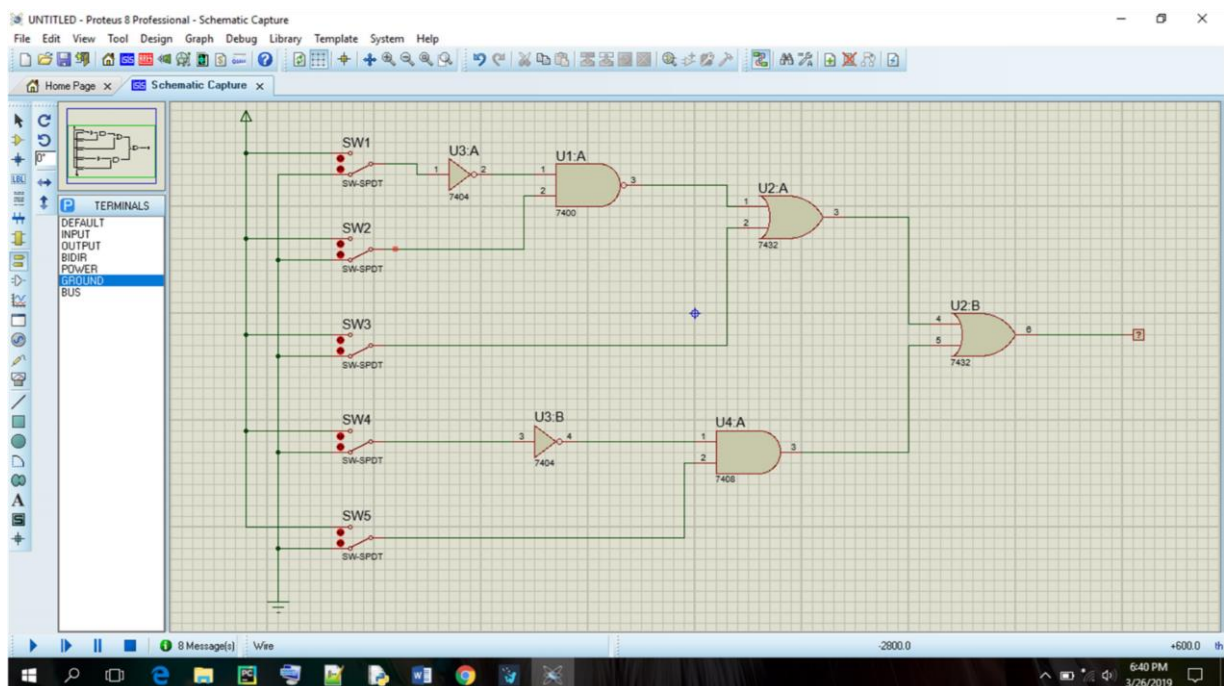 UNTITLED - Proteus 8 Professional - Schematic Capture
File Edit View Tool Design Graph Debug Library Template System Help
Home Page x ISIS Schematic Capture x
0°
LBL
P TERMINALS
DEFAULT
INPUT
OUTPUT
BIDIR
POWER
GROUND
BUS
A
S
SW1
SW-SPDT
U3:A
1 2
7404
U1:A
1
2
3
7400
SW2
SW-SPDT
U2:A
1
2
3
7432
SW3
SW-SPDT
U2:B
4
5
6
7432
?
SW4
SW-SPDT
U3:B
3 4
7404
U4:A
1
2
3
7408
SW5
SW-SPDT
8 Message(s) Wire -2800.0 +600.0 th
6:40 PM
3/26/2019